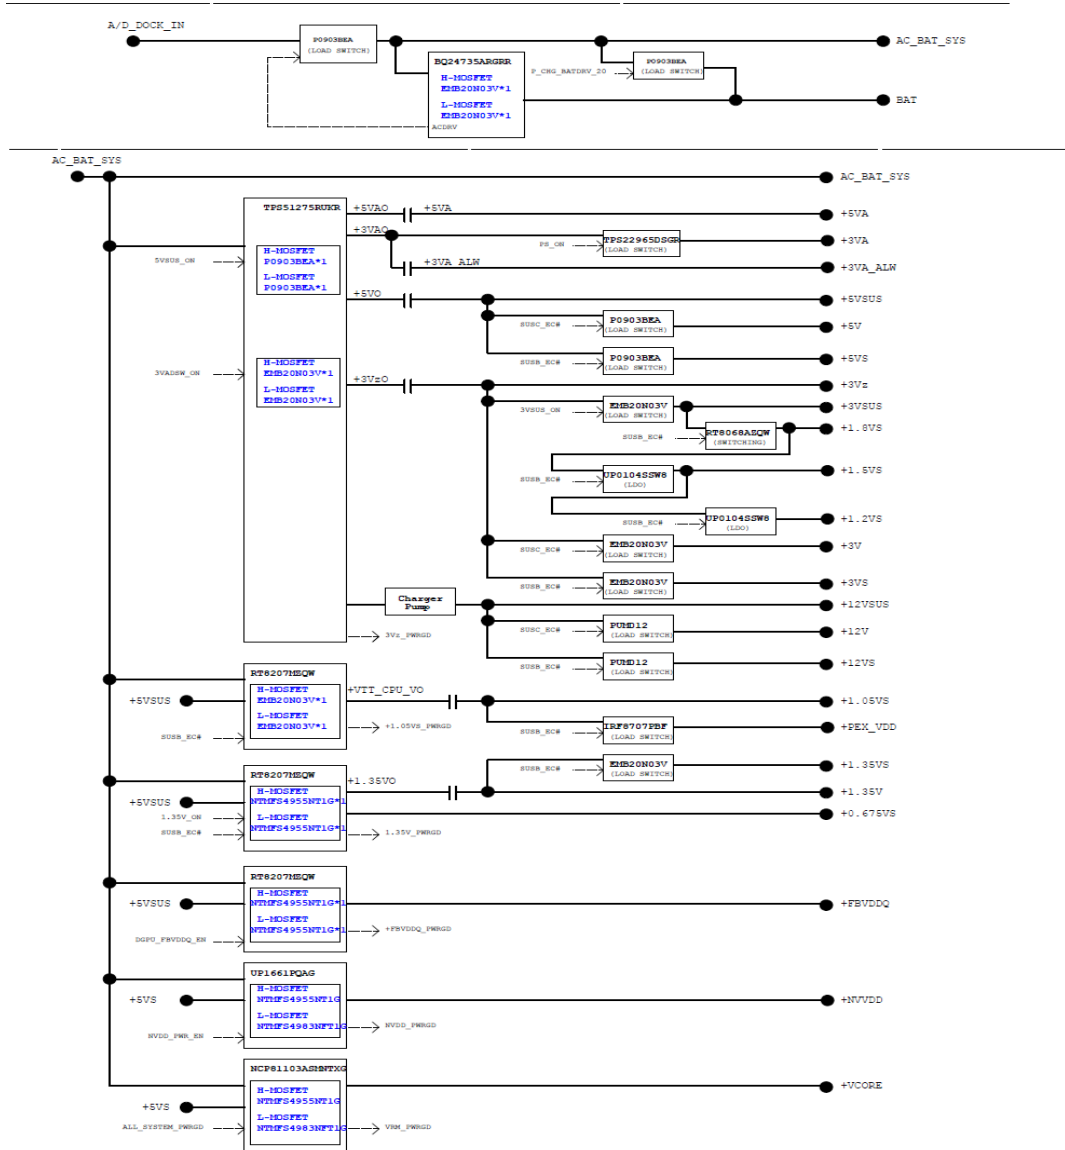 A/D_DOCK_IN
P0903BEA
(LOAD SWITCH)
AC_BAT_SYS
BQ24735ARGRR
P_CHG_BATDRV_20
P0903BEA
(LOAD SWITCH)
H-MOSFET
EMB20N03V*1
L-MOSFET
EMB20N03V*1
ACDRV
BAT
AC_BAT_SYS
AC_BAT_SYS
TPS51275RUKR
+5VAO
+5VA
+5VA
+3VAO
PS_ON
TPS22965DSGR
(LOAD SWITCH)
+3VA
5VSUS_ON
H-MOSFET
P0903BEA*1
L-MOSFET
P0903BEA*1
+3VA_ALW
+3VA_ALW
+5VO
+5VSUS
SUSC_EC#
P0903BEA
(LOAD SWITCH)
+5V
SUSB_EC#
P0903BEA
(LOAD SWITCH)
+5VS
3VADSW_ON
H-MOSFET
EMB20N03V*1
L-MOSFET
EMB20N03V*1
+3VzO
+3Vz
3VSUS_ON
EMB20N03V
(LOAD SWITCH)
+3VSUS
SUSB_EC#
RT8068AZQW
(SWITCHING)
+1.8VS
SUSB_EC#
UP0104SSW8
(LDO)
+1.5VS
SUSB_EC#
UP0104SSW8
(LDO)
+1.2VS
SUSC_EC#
EMB20N03V
(LOAD SWITCH)
+3V
SUSB_EC#
EMB20N03V
(LOAD SWITCH)
+3VS
Charger
Pump
+12VSUS
SUSC_EC#
PUMD12
(LOAD SWITCH)
+12V
3Vz_PWRGD
SUSB_EC#
PUMD12
(LOAD SWITCH)
+12VS
RT8207MZQW
+5VSUS
SUSB_EC#
H-MOSFET
EMB20N03V*1
L-MOSFET
EMB20N03V*1
+VTT_CPU_VO
+1.05VS_PWRGD
+1.05VS
SUSB_EC#
IRF8707PBF
(LOAD SWITCH)
+PEX_VDD
RT8207MZQW
+5VSUS
1.35V_ON
SUSB_EC#
H-MOSFET
NTMFS4955NT1G*1
L-MOSFET
NTMFS4955NT1G*1
+1.35VO
1.35V_PWRGD
SUSB_EC#
EMB20N03V
(LOAD SWITCH)
+1.35VS
+1.35V
+0.675VS
RT8207MZQW
+5VSUS
DGPU_FBVDDQ_EN
H-MOSFET
NTMFS4955NT1G*1
L-MOSFET
NTMFS4955NT1G*1
+FBVDDQ_PWRGD
+FBVDDQ
UP1661PQAG
+5VS
NVDD_PWR_EN
H-MOSFET
NTMFS4955NT1G
L-MOSFET
NTMFS4983NFT1G
NVDD_PWRGD
+NVVDD
NCP81103ASMNTXG
+5VS
ALL_SYSTEM_PWRGD
H-MOSFET
NTMFS4955NT1G
L-MOSFET
NTMFS4983NFT1G
VRM_PWRGD
+VCORE